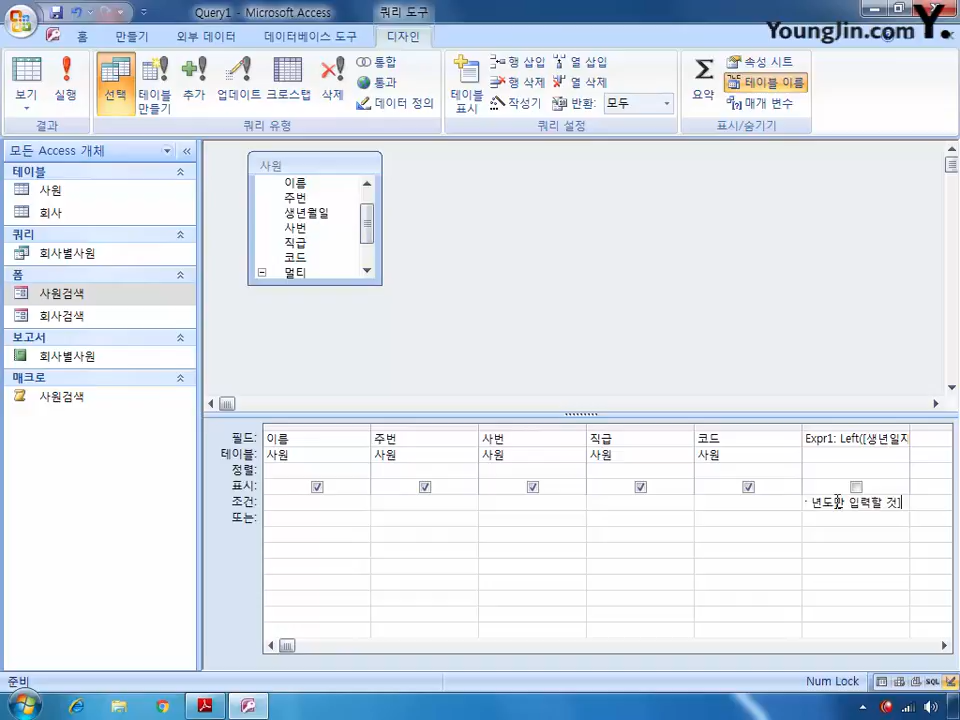 Query1 - Microsoft Access
쿼리 도구
YoungJin.com Y.
홈
만들기
외부 데이터
데이터베이스 도구
디자인
보기
실행
결과
선택
테이블 만들기
추가
업데이트
크로스탭
삭제
통합
통과
데이터 정의
쿼리 유형
테이블 표시
행 삽입
행 삭제
작성기
열 삽입
열 삭제
반환: 모두
쿼리 설정
요약
속성 시트
테이블 이름
매개 변수
표시/숨기기
모든 Access 개체
테이블
사원
회사
쿼리
회사별사원
폼
사원검색
회사검색
보고서
회사별사원
매크로
사원검색
사원
이름
주번
생년월일
사번
직급
코드
멀티
필드: 이름 주번 사번 직급 코드 Expr1: Left([생년일자
테이블: 사원 사원 사원 사원 사원
정렬:
표시:
조건: 년도만 입력할 것]
또는:
준비
Num Lock
SQL